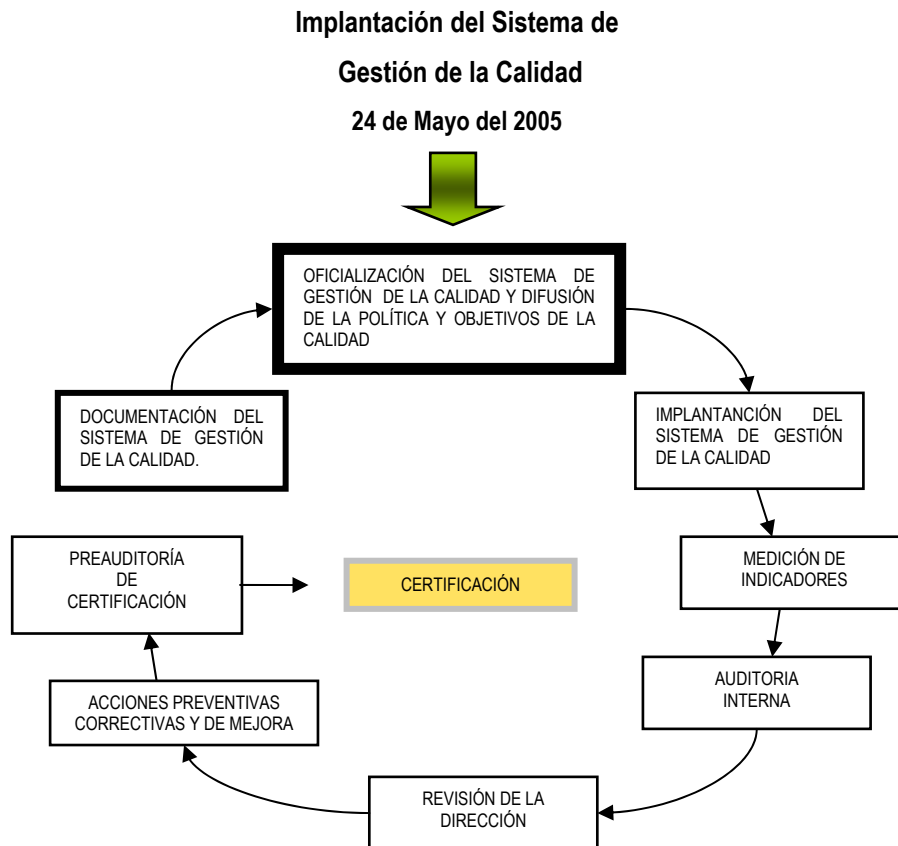 Implantación del Sistema de
Gestión de la Calidad
24 de Mayo del 2005
OFICIALIZACIÓN DEL SISTEMA DE
GESTIÓN DE LA CALIDAD Y DIFUSIÓN
DE LA POLÍTICA Y OBJETIVOS DE LA
CALIDAD
DOCUMENTACIÓN DEL
SISTEMA DE GESTIÓN
DE LA CALIDAD.
IMPLANTANCIÓN DEL
SISTEMA DE GESTIÓN
DE LA CALIDAD
PREAUDITORÍA
DE
CERTIFICACIÓN
CERTIFICACIÓN
MEDICIÓN DE
INDICADORES
ACCIONES PREVENTIVAS
CORRECTIVAS Y DE MEJORA
AUDITORIA
INTERNA
REVISIÓN DE LA
DIRECCIÓN